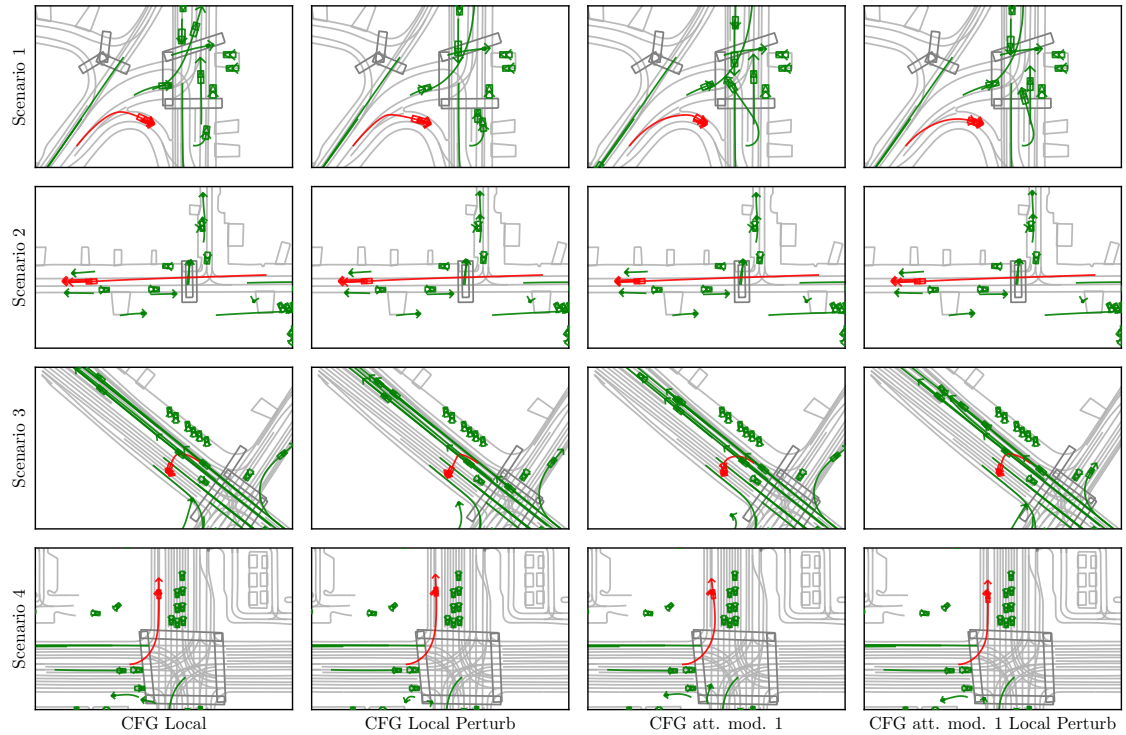 Scenario 1
Scenario 2
Scenario 3
Scenario 4
CFG Local
CFG Local Perturb
CFG att. mod. 1
CFG att. mod. 1 Local Perturb